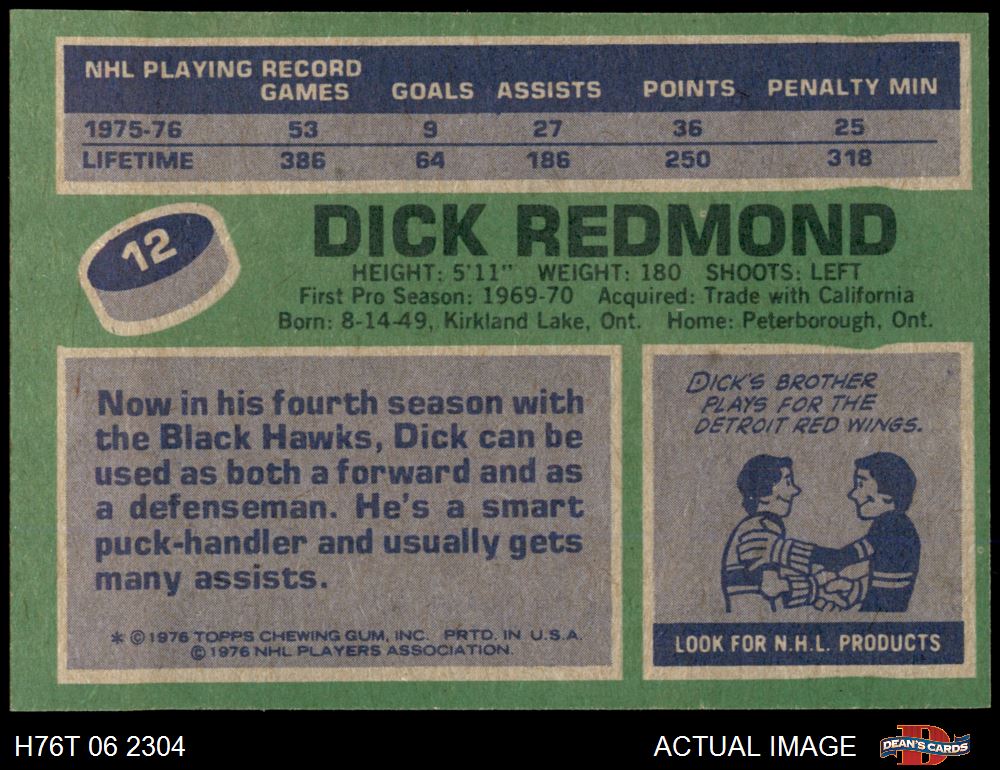 NHL PLAYING RECORD
GAMES GOALS ASSISTS POINTS PENALTY MIN
1975-76 53 9 27 36 25
LIFETIME 386 64 186 250 318
12
DICK REDMOND
HEIGHT: 5'11" WEIGHT: 180 SHOOTS: LEFT
First Pro Season: 1969-70 Acquired: Trade with California
Born: 8-14-49, Kirkland Lake, Ont. Home: Peterborough, Ont.
Now in his fourth season with
the Black Hawks, Dick can be
used as both a forward and as
a defenseman. He's a smart
puck-handler and usually gets
many assists.
* © 1976 TOPPS CHEWING GUM, INC. PRTD. IN U.S.A.
© 1976 NHL PLAYERS ASSOCIATION.
DICK'S BROTHER
PLAYS FOR THE
DETROIT RED WINGS.
LOOK FOR N.H.L. PRODUCTS
H76T 06 2304
ACTUAL IMAGE
D
DEAN'S CARDS